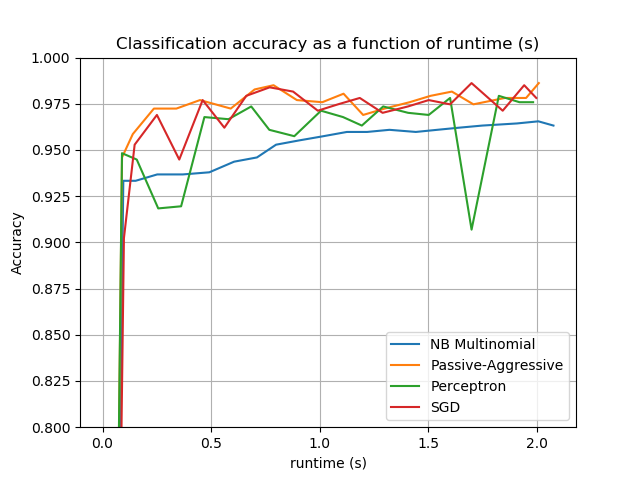 Classification accuracy as a function of runtime (s)
1.000
0.975
0.950
0.925
0.900
0.875
0.850
0.825
0.800
Accuracy
NB Multinomial
Passive-Aggressive
Perceptron
SGD
0.0 0.5 1.0 1.5 2.0
runtime (s)